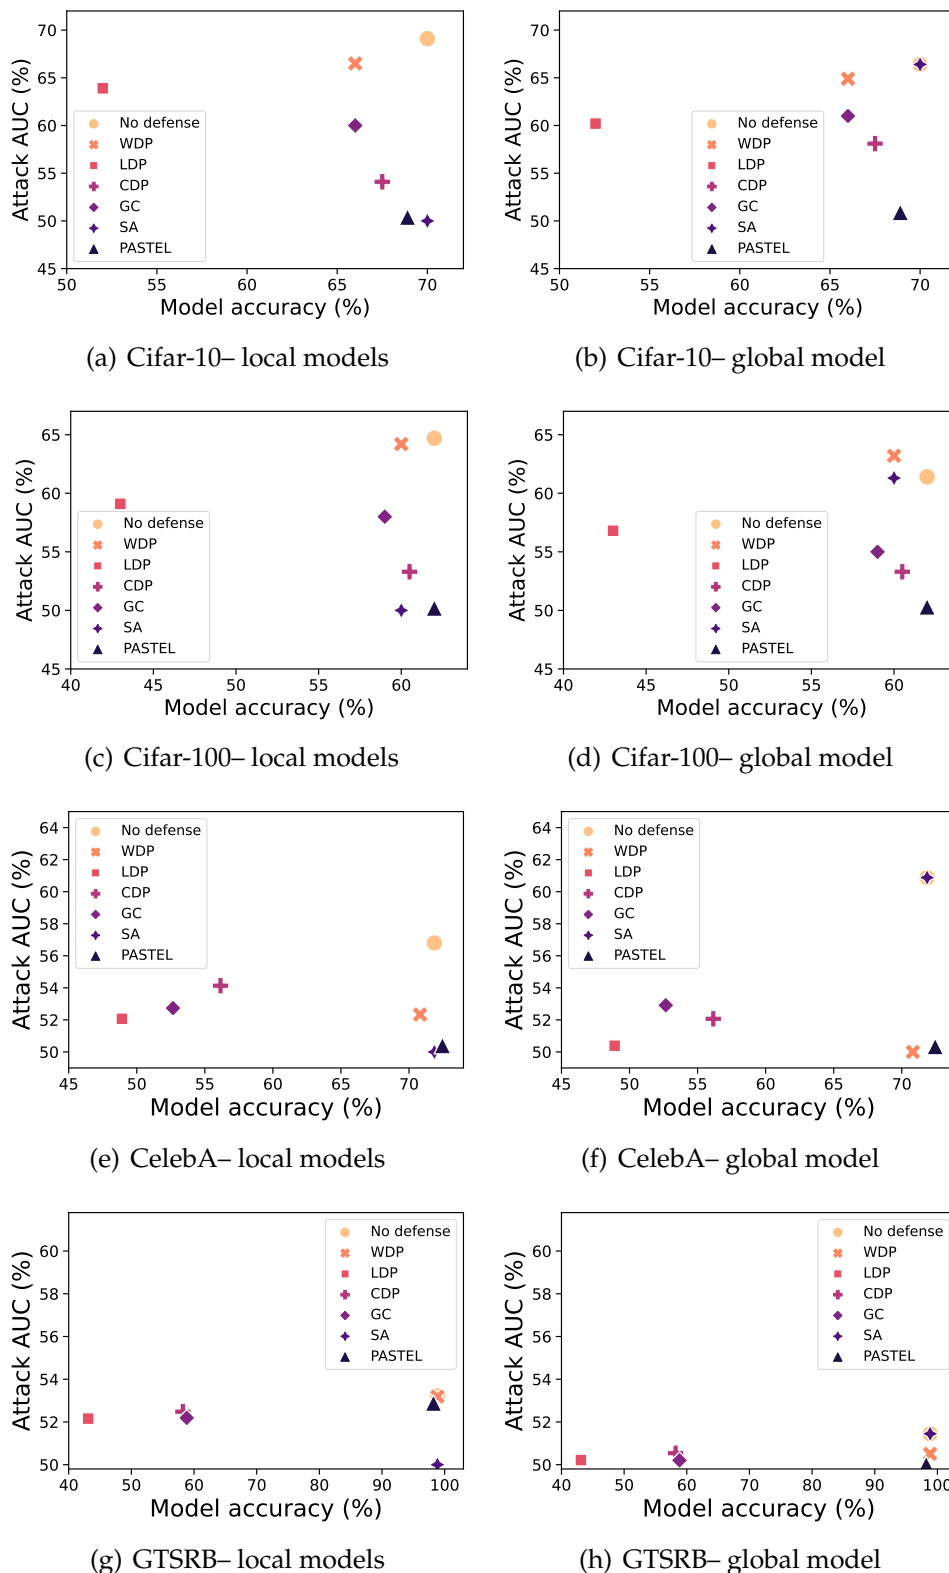 70
65
60
55
50
45
Attack AUC (%)
No defense
WDP
LDP
CDP
GC
SA
PASTEL
50 55 60 65 70
Model accuracy (%)
(a) Cifar-10– local models
70
65
60
55
50
45
Attack AUC (%)
No defense
WDP
LDP
CDP
GC
SA
PASTEL
50 55 60 65 70
Model accuracy (%)
(b) Cifar-10– global model
65
60
55
50
45
Attack AUC (%)
No defense
WDP
LDP
CDP
GC
SA
PASTEL
40 45 50 55 60
Model accuracy (%)
(c) Cifar-100– local models
65
60
55
50
45
Attack AUC (%)
No defense
WDP
LDP
CDP
GC
SA
PASTEL
40 45 50 55 60
Model accuracy (%)
(d) Cifar-100– global model
64
62
60
58
56
54
52
50
Attack AUC (%)
No defense
WDP
LDP
CDP
GC
SA
PASTEL
45 50 55 60 65 70
Model accuracy (%)
(e) CelebA– local models
64
62
60
58
56
54
52
50
Attack AUC (%)
No defense
WDP
LDP
CDP
GC
SA
PASTEL
45 50 55 60 65 70
Model accuracy (%)
(f) CelebA– global model
60
58
56
54
52
50
Attack AUC (%)
No defense
WDP
LDP
CDP
GC
SA
PASTEL
40 50 60 70 80 90 100
Model accuracy (%)
(g) GTSRB– local models
60
58
56
54
52
50
Attack AUC (%)
No defense
WDP
LDP
CDP
GC
SA
PASTEL
40 50 60 70 80 90 100
Model accuracy (%)
(h) GTSRB– global model